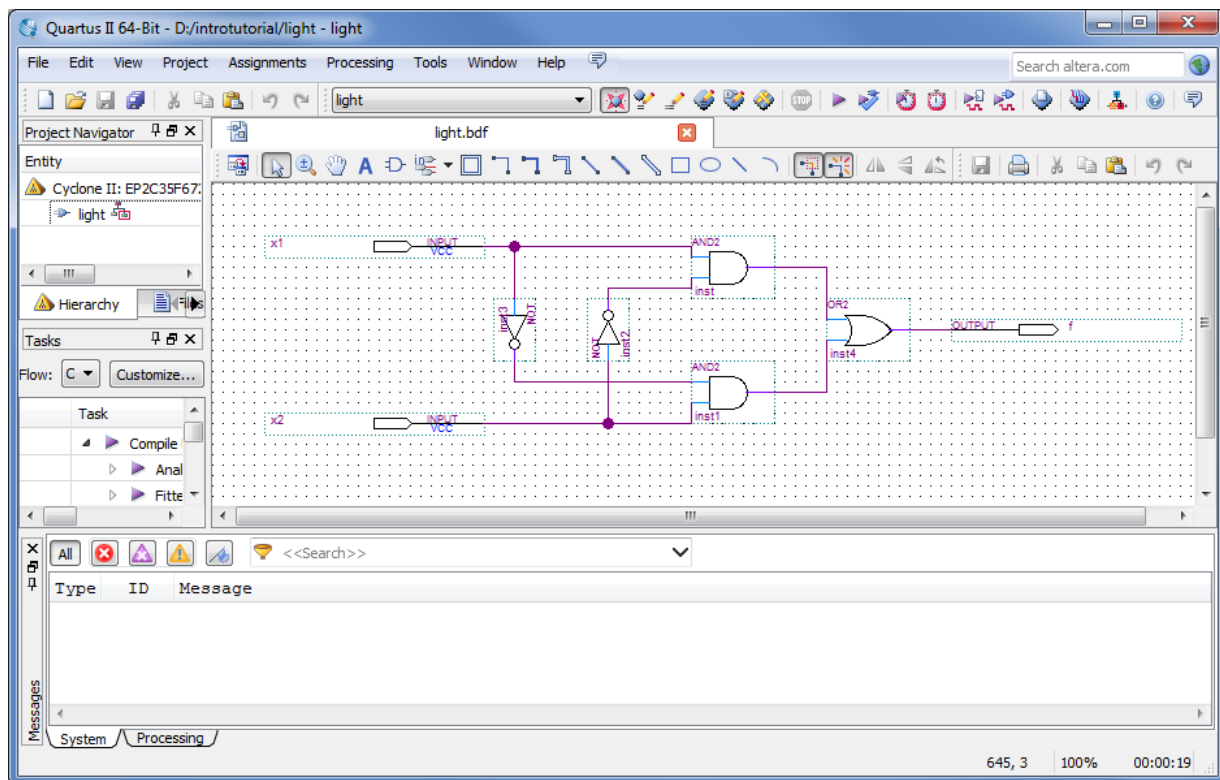 Quartus II 64-Bit - D:/introtutorial/light - light
File Edit View Project Assignments Processing Tools Window Help
Search altera.com
light
STOP
Project Navigator
light.bdf
Entity
Cyclone II: EP2C35F67
light
Hierarchy
Tasks
Flow: C Customize...
Task
Compile
Anal
Fitte
x1
INPUT
VCC
AND2
inst
inst3
NOT
NOT
inst2
OR2
inst4
OUTPUT
f
AND2
inst1
x2
INPUT
VCC
All
<<Search>>
Type ID Message
Messages
System Processing
645, 3 100% 00:00:19